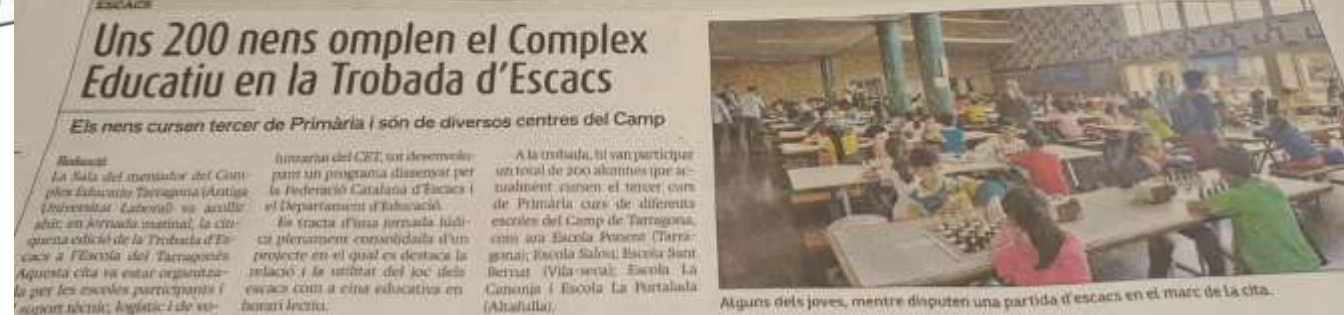 ESCACS
Uns 200 nens omplen el Complex
Educatiu en la Trobada d'Escacs
Els nens cursen tercer de Primària i són de diversos centres del Camp
Redacció
La Sala del menjador del Com-
plex Educatiu Tarragona (Antiga
Universitat Laboral) va acollir
ahir, en jornada matinal, la cin-
quena edició de la Trobada d'Es-
cacs a l'Escola del Tarragonès.
Aquesta cita va estar organitza-
da per les escoles participants i
suport tècnic, logístic i de vo-
luntariat del CET, tot desenvolu-
pant un programa dissenyat per
la Federació Catalana d'Escacs i
el Departament d'Educació.
Es tracta d'una jornada lúdi-
ca plenament consolidada d'un
projecte en el qual es destaca la
relació i la utilitat del joc dels
escacs com a eina educativa en
horari lectiu.
A la trobada, hi van participar
un total de 200 alumnes que ac-
tualment cursen el tercer curs
de Primària curs de diferents
escoles del Camp de Tarragona,
com ara Escola Ponent (Tarra-
gona); Escola Salou; Escola Sant
Bernat (Vila-seca); Escola La
Canonja i Escola La Portalada
(Altafulla).
Alguns dels joves, mentre disputen una partida d'escacs en el marc de la cita.